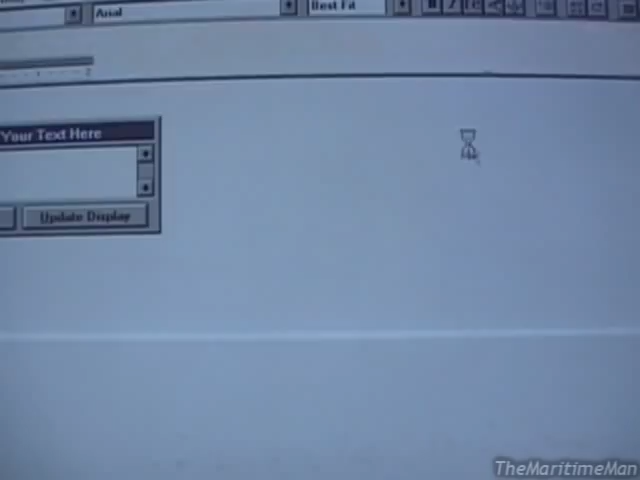 Arial
Best Fit
Your Text Here
Update Display
TheMaritimeMan